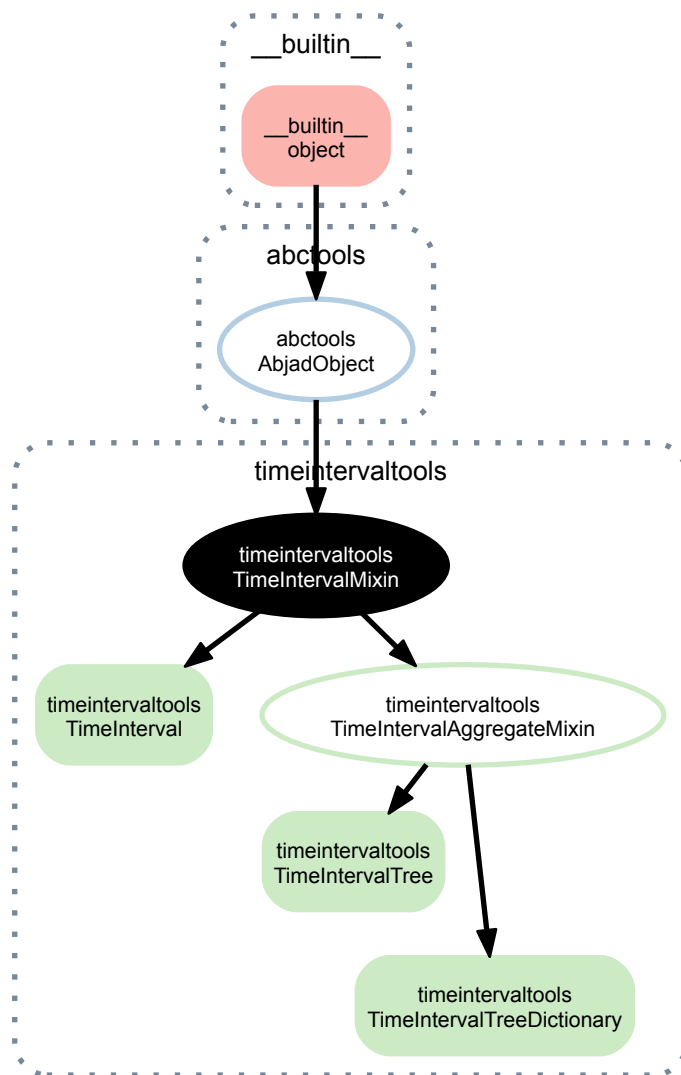 __builtin__
__builtin__
object
abctools
abctools
AbjadObject
timeintervaltools
timeintervaltools
TimeIntervalMixin
timeintervaltools
TimeInterval
timeintervaltools
TimeIntervalAggregateMixin
timeintervaltools
TimeIntervalTree
timeintervaltools
TimeIntervalTreeDictionary